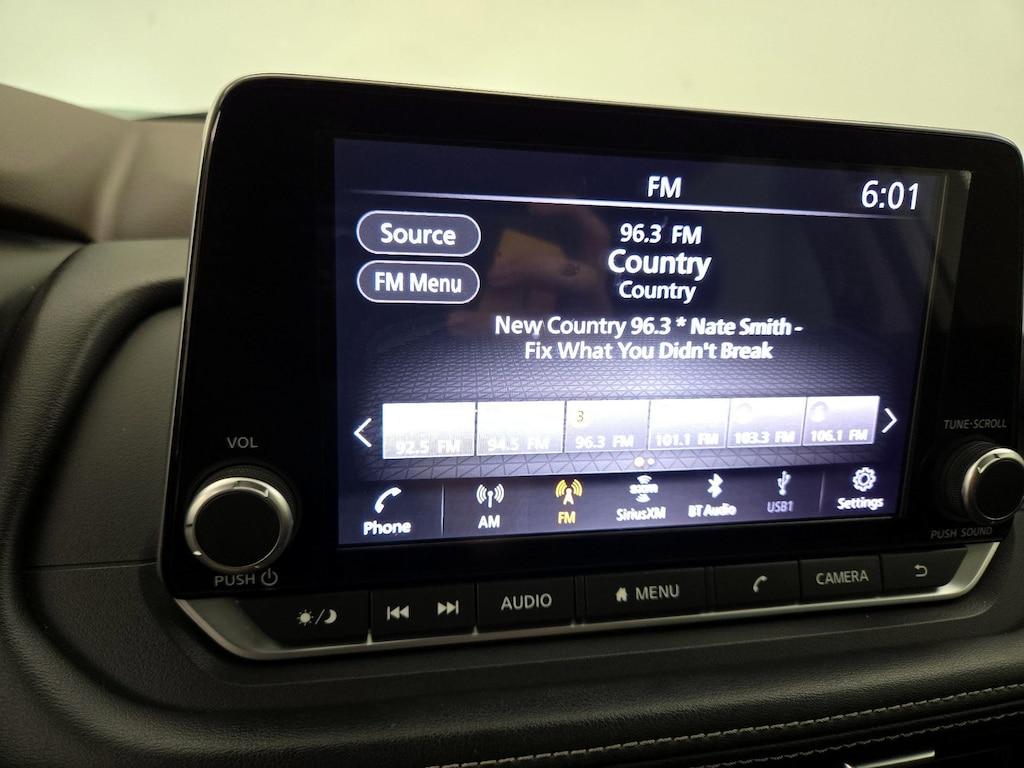 FM 6:01
Source
96.3 FM
Country
FM Menu
Country
New Country 96.3 * Nate Smith -
Fix What You Didn't Break
3
92.5 FM 94.5 FM 96.3 FM 101.1 FM 103.3 FM 106.1 FM
Phone AM FM SiriusXM BT Audio USB1 Settings
VOL
TUNE·SCROLL
PUSH
PUSH SOUND
AUDIO MENU CAMERA